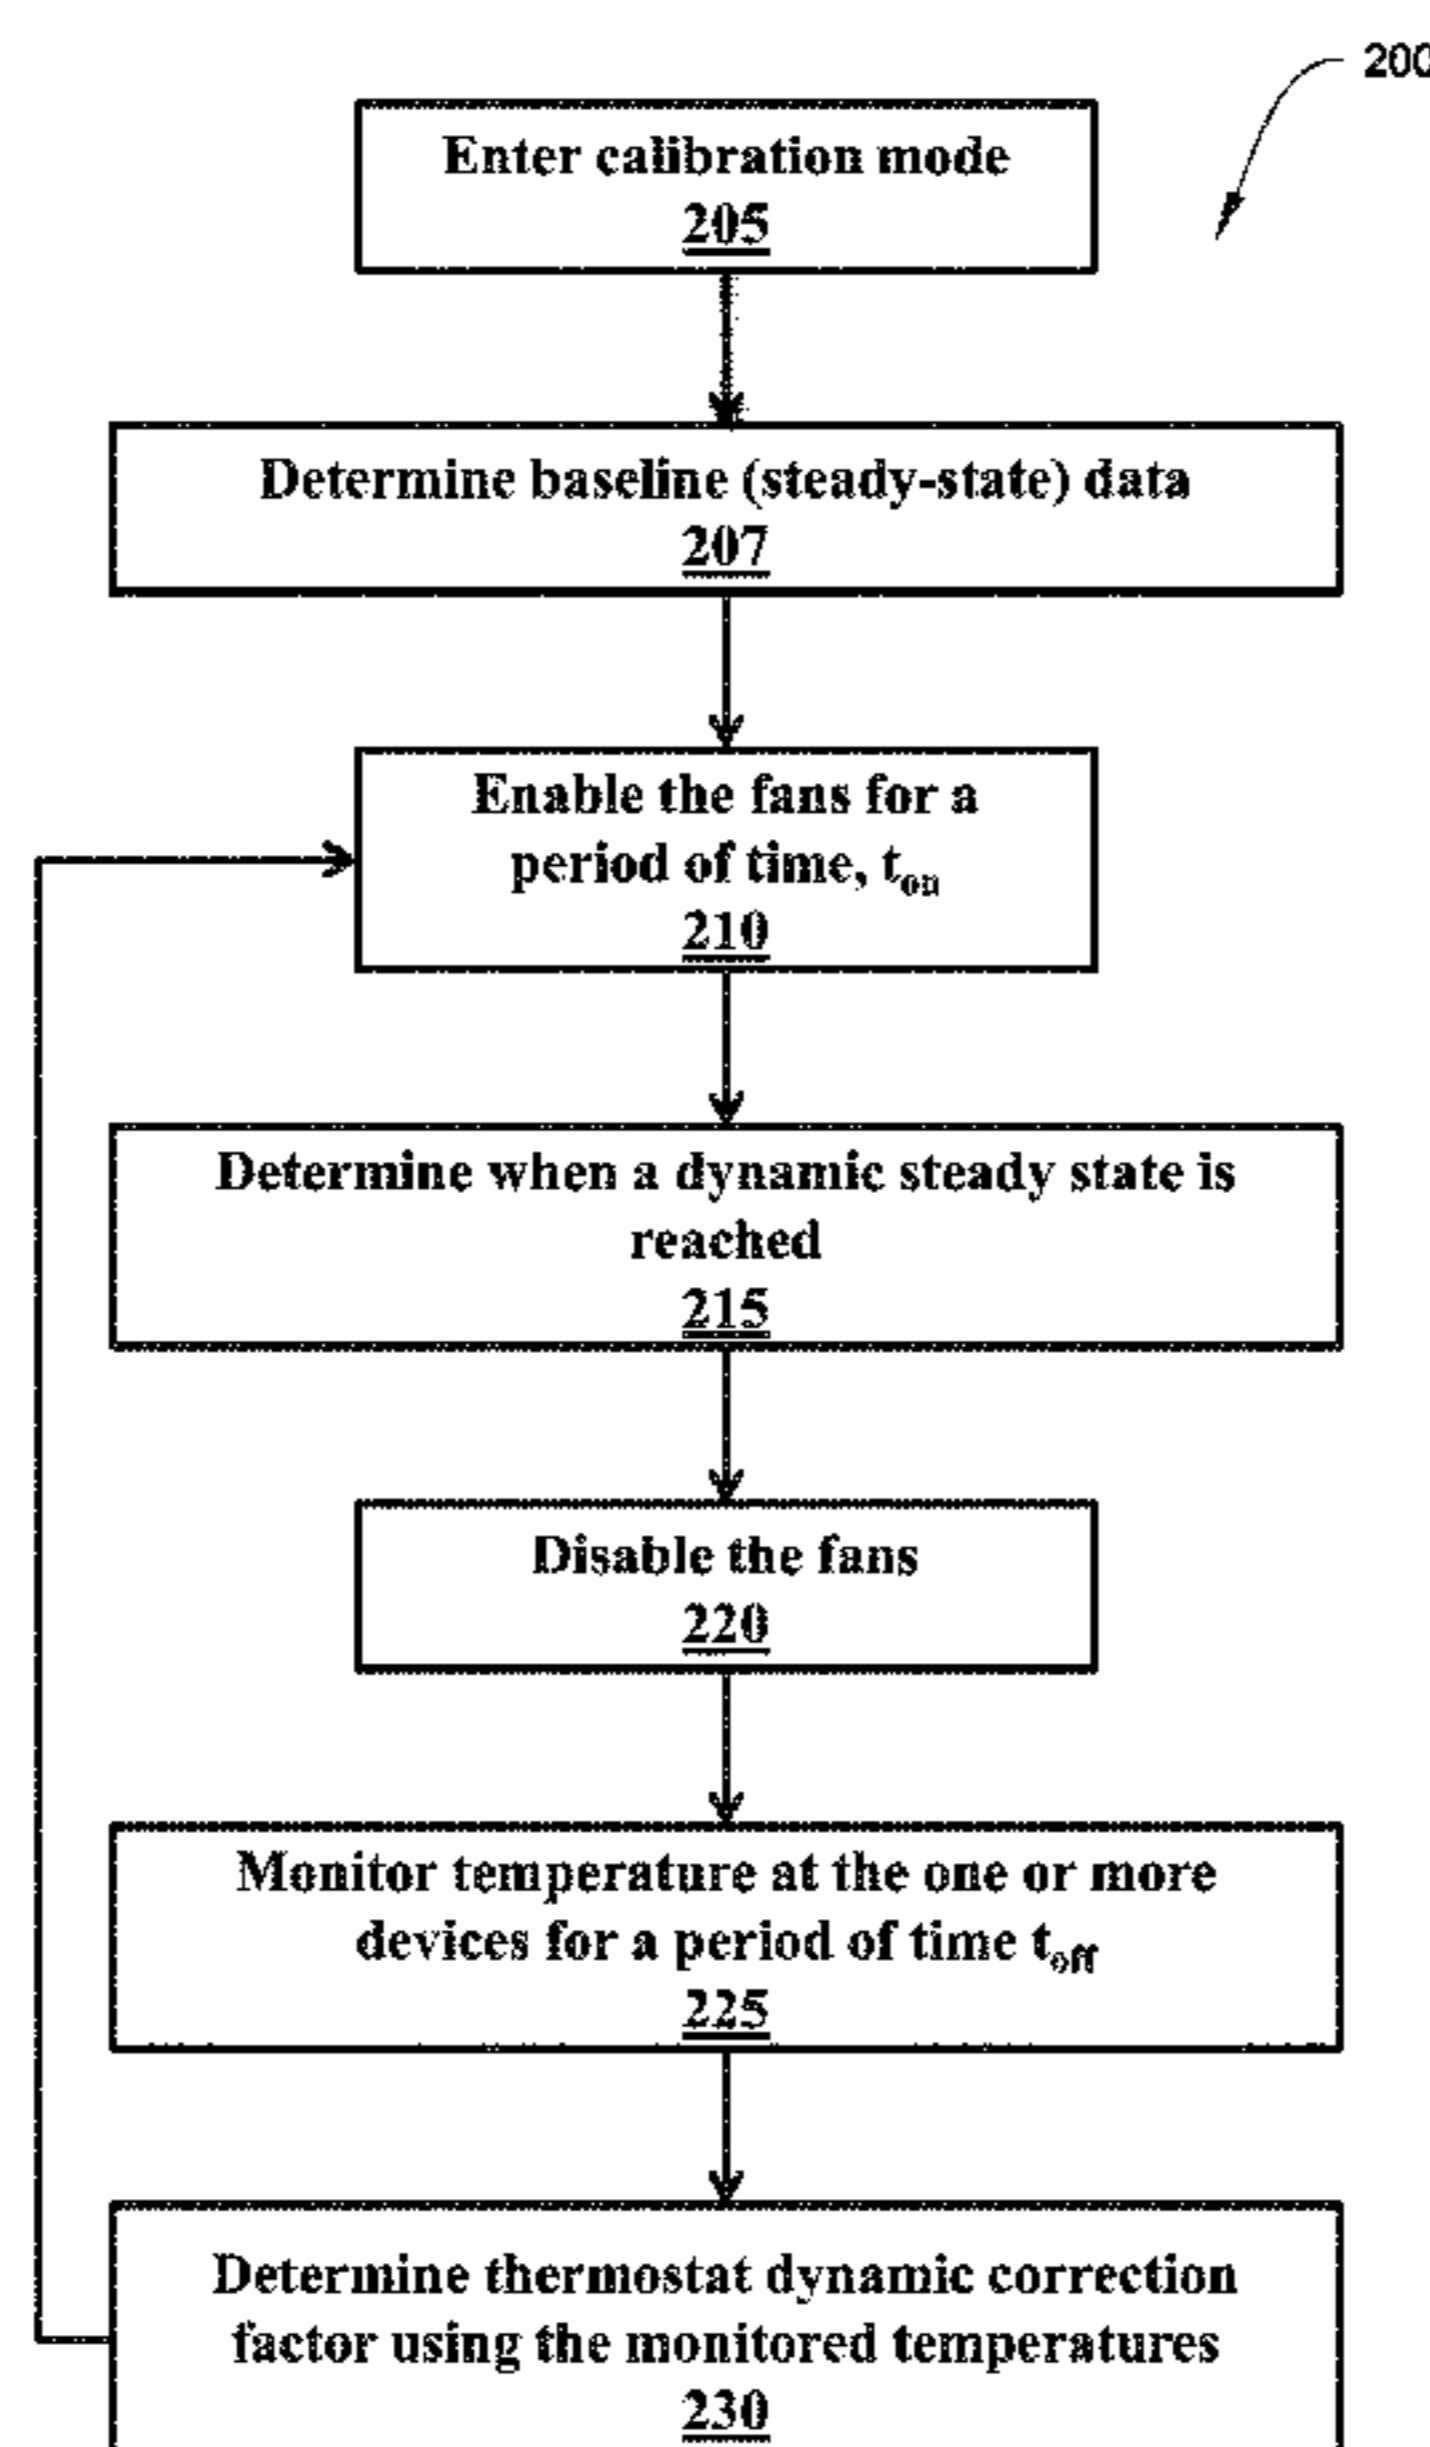 200
Enter calibration mode
205
Determine baseline (steady-state) data
207
Enable the fans for a
period of time, ton
210
Determine when a dynamic steady state is
reached
215
Disable the fans
220
Monitor temperature at the one or more
devices for a period of time toff
225
Determine thermostat dynamic correction
factor using the monitored temperatures
230